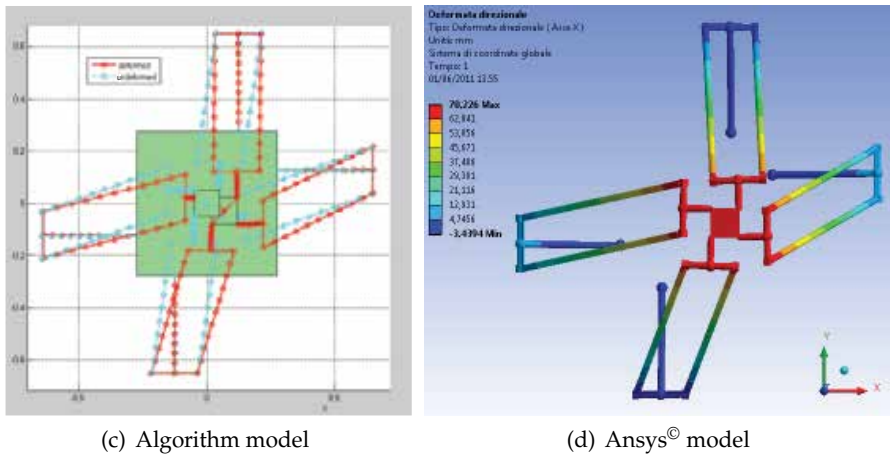 deformed
undeformed
0.6
0.4
0.2
0
0.2
0.4
0.6
0.5
0
0.5
x
Deformata direzionale
Tipo: Deformata direzionale ( Asse X )
Unità: mm
Sistema di coordinate globale
Tempo: 1
01/06/2011 13.55
70,226 Max
62,041
53,856
45,671
37,486
29,301
21,116
12,931
4,7456
-3,4394 Min
Y
X
(c) Algorithm model
(d) Ansys© model